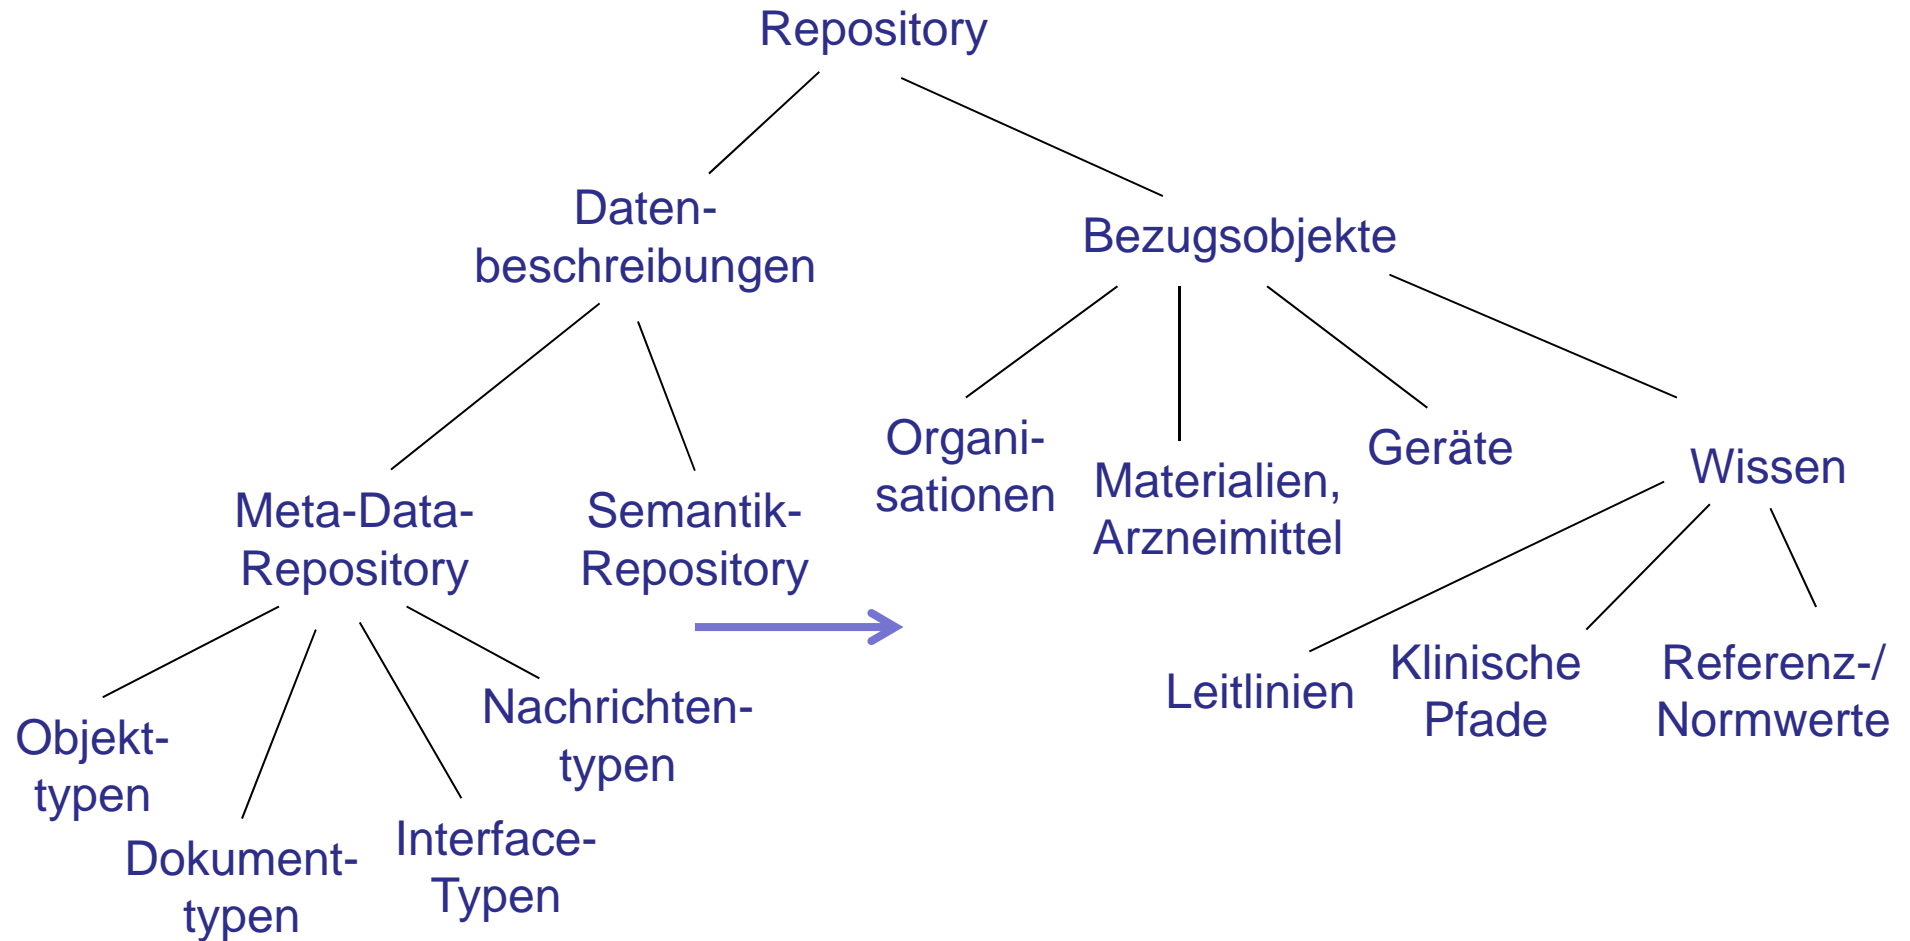 Repository
Daten-
beschreibungen
Bezugsobjekte
Meta-Data-
Repository
Semantik-
Repository
Organi-
sationen
Materialien,
Arzneimittel
Geräte
Wissen
Objekt-
typen
Dokument-
typen
Interface-
Typen
Nachrichten-
typen
Leitlinien
Klinische
Pfade
Referenz-/
Normwerte